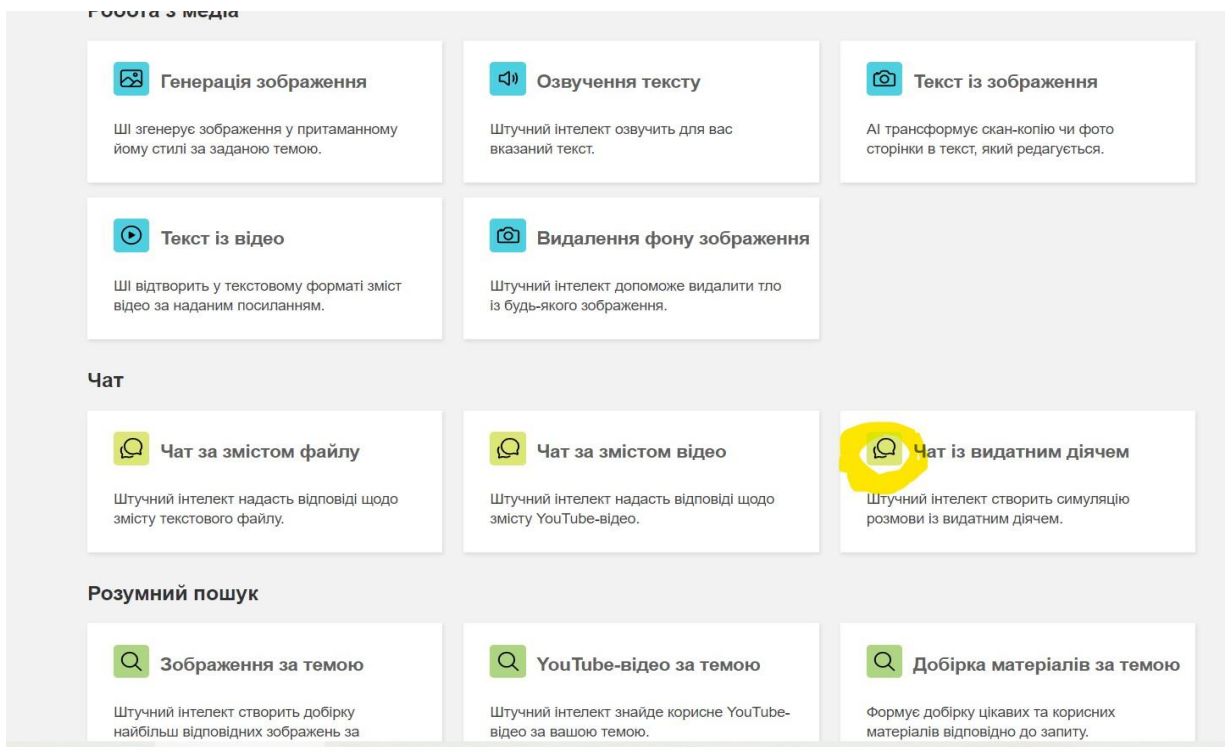 Робота з медіа
Генерація зображення
ШІ згенерує зображення у притаманному
йому стилі за заданою темою.
Озвучення тексту
Штучний інтелект озвучить для вас
вказаний текст.
Текст із зображення
AI трансформує скан-копію чи фото
сторінки в текст, який редагується.
Текст із відео
ШІ відтворить у текстовому форматі зміст
відео за наданим посиланням.
Видалення фону зображення
Штучний інтелект допоможе видалити тло
із будь-якого зображення.
Чат
Чат за змістом файлу
Штучний інтелект надасть відповіді щодо
змісту текстового файлу.
Чат за змістом відео
Штучний інтелект надасть відповіді щодо
змісту YouTube-відео.
Чат із видатним діячем
Штучний інтелект створить симуляцію
розмови із видатним діячем.
Розумний пошук
Зображення за темою
Штучний інтелект створить добірку
найбільш відповідних зображень за
YouTube-відео за темою
Штучний інтелект знайде корисне YouTube-
відео за вашою темою.
Добірка матеріалів за темою
Формує добірку цікавих та корисних
матеріалів відповідно до запиту.